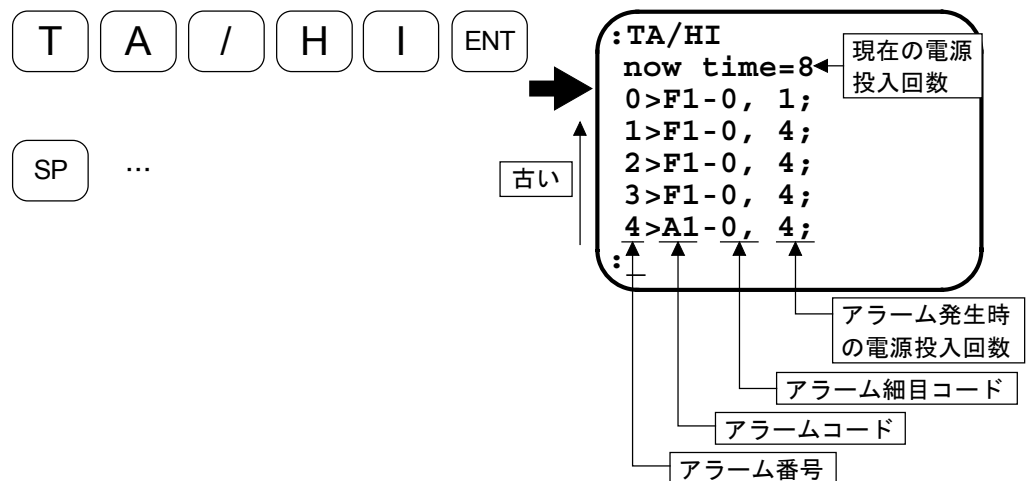 T A / H I ENT
SP ...
古い
:TA/HI
now time=8
0>F1-0, 1;
1>F1-0, 4;
2>F1-0, 4;
3>F1-0, 4;
4>A1-0, 4;
:_
現在の電源
投入回数
アラーム発生時
の電源投入回数
アラーム細目コード
アラームコード
アラーム番号